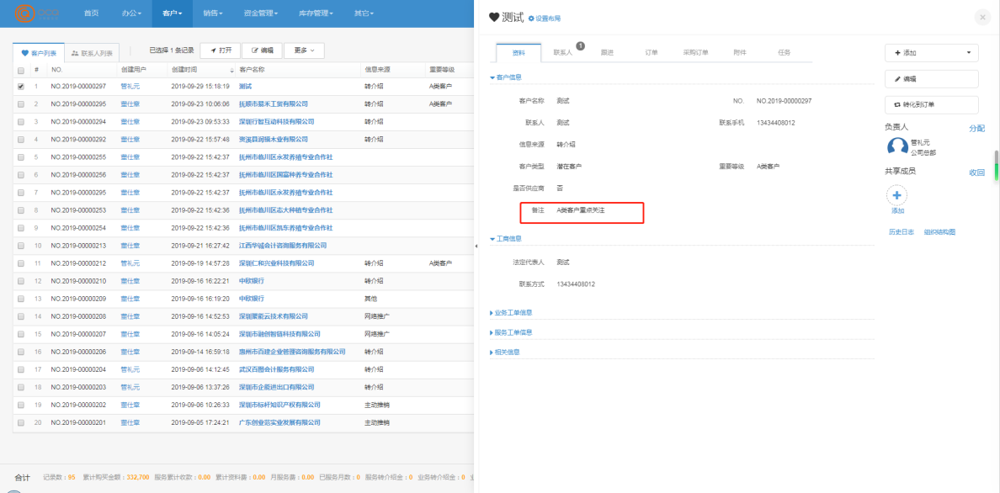 首页 办公 客户 销售 资金管理 库存管理 其它
客户列表 联系人列表 已选择 1 条记录 打开 编辑 更多
# NO. 创建用户 创建时间 客户名称 信息来源 重要等级
1 NO.2019-00000297 管礼元 2019-09-29 15:18:19 测试 转介绍 A类客户
2 NO.2019-00000295 董仕章 2019-09-23 10:06:06 抚顺市易禾工贸有限公司 转介绍 A类客户
3 NO.2019-00000294 董仕章 2019-09-23 09:53:33 深圳行智互动科技有限公司 转介绍
4 NO.2019-00000292 董仕章 2019-09-22 15:57:48 资溪县润镇木业有限公司 转介绍
5 NO.2019-00000255 董仕章 2019-09-22 15:42:37 抚州市临川区永发养殖专业合作社
6 NO.2019-00000256 董仕章 2019-09-22 15:42:37 抚州市临川区国富种养专业合作社
7 NO.2019-00000295 董仕章 2019-09-22 15:42:37 抚州市临川区永发养殖专业合作社
8 NO.2019-00000253 董仕章 2019-09-22 15:42:36 抚州市临川区志大种植专业合作社
9 NO.2019-00000254 董仕章 2019-09-22 15:42:36 抚州市临川区凯车养殖专业合作社
10 NO.2019-00000213 董仕章 2019-09-21 16:27:42 江西华诚会计咨询服务有限公司
11 NO.2019-00000212 管礼元 2019-09-19 14:57:28 深圳仁和兴业科技有限公司 转介绍 A类客户
12 NO.2019-00000210 董仕章 2019-09-16 16:22:21 中欧银行 转介绍
13 NO.2019-00000209 董仕章 2019-09-16 16:19:20 中欧银行 其他
14 NO.2019-00000208 董仕章 2019-09-16 14:52:53 深圳聚能云技术有限公司 网络推广
15 NO.2019-00000207 董仕章 2019-09-16 14:05:24 深圳市融创智链科技有限公司 网络推广
16 NO.2019-00000206 董仕章 2019-09-14 16:59:18 惠州市百建企业管理咨询服务有限公司 转介绍
17 NO.2019-00000204 管礼元 2019-09-06 14:12:45 武汉百图会计服务有限公司 转介绍
18 NO.2019-00000203 管礼元 2019-09-06 13:37:26 深圳市企能进出口有限公司 转介绍
19 NO.2019-00000202 董仕章 2019-09-06 10:26:33 深圳市标杆知识产权有限公司 主动推销
20 NO.2019-00000201 董仕章 2019-09-05 17:24:21 广东创业范实业发展有限公司 主动推销
合计 记录数：95 累计购买金额：332,700 服务累计收款：0.00 累计资料费：0.00 月服务费：0.00 已服务月数：0 服务转介绍金：0 业务转介绍金：0
测试 设置布局
资料 联系人 1 跟进 订单 采购订单 附件 任务
客户信息
客户名称 测试 NO. NO.2019-00000297
联系人 测试 联系手机 13434408012
信息来源 转介绍
客户类型 潜在客户 重要等级 A类客户
是否供应商 否
备注 A类客户重点关注
工商信息
法定代表人 测试
联系方式 13434408012
业务工单信息
服务工单信息
相关信息
添加
编辑
转化到订单
负责人 分配
管礼元
公司总部
共享成员 收回
添加
历史日志 组织结构图